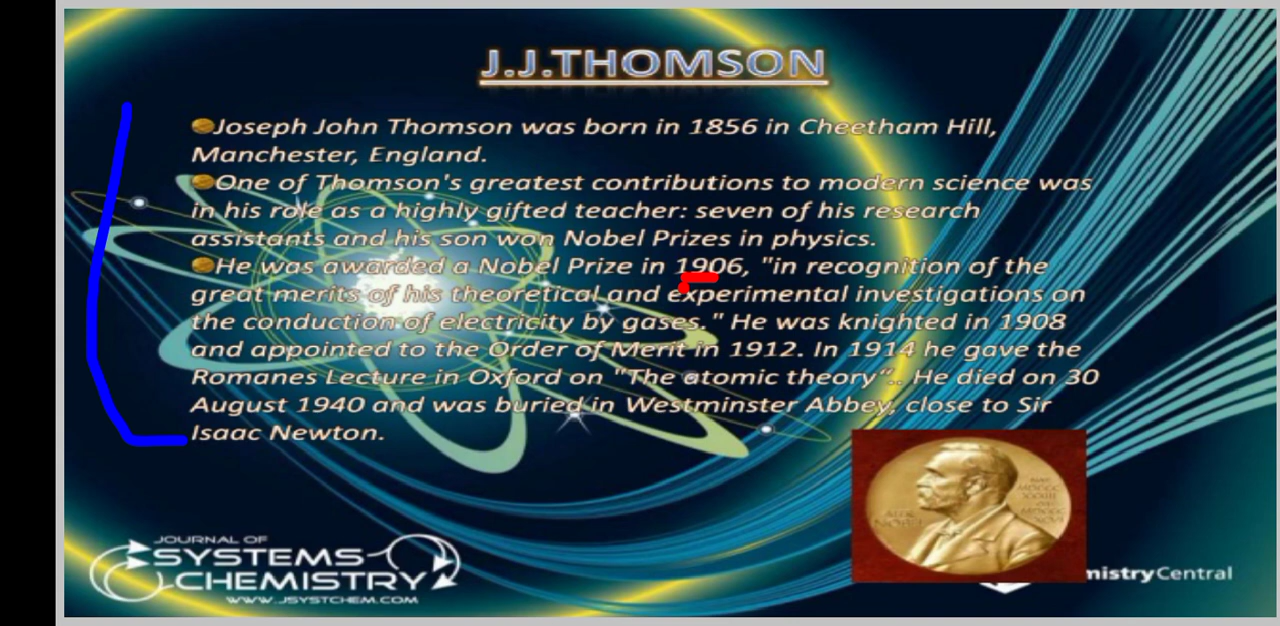 J.J.THOMSON
Joseph John Thomson was born in 1856 in Cheetham Hill,
Manchester, England.
One of Thomson's greatest contributions to modern science was
in his role as a highly gifted teacher: seven of his research
assistants and his son won Nobel Prizes in physics.
He was awarded a Nobel Prize in 1906, "in recognition of the
great merits of his theoretical and experimental investigations on
the conduction of electricity by gases." He was knighted in 1908
and appointed to the Order of Merit in 1912. In 1914 he gave the
Romanes Lecture in Oxford on "The atomic theory“.. He died on 30
August 1940 and was buried in Westminster Abbey, close to Sir
Isaac Newton.
JOURNAL OF
SYSTEMS
CHEMISTRY
WWW.JSYSTCHEM.COM
mistryCentral